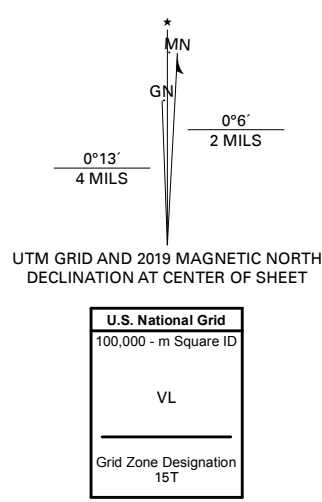 ★
MN
GN
0°6´
2 MILS
0°13´
4 MILS
UTM GRID AND 2019 MAGNETIC NORTH
DECLINATION AT CENTER OF SHEET
U.S. National Grid
100,000 - m Square ID
VL
Grid Zone Designation
15T